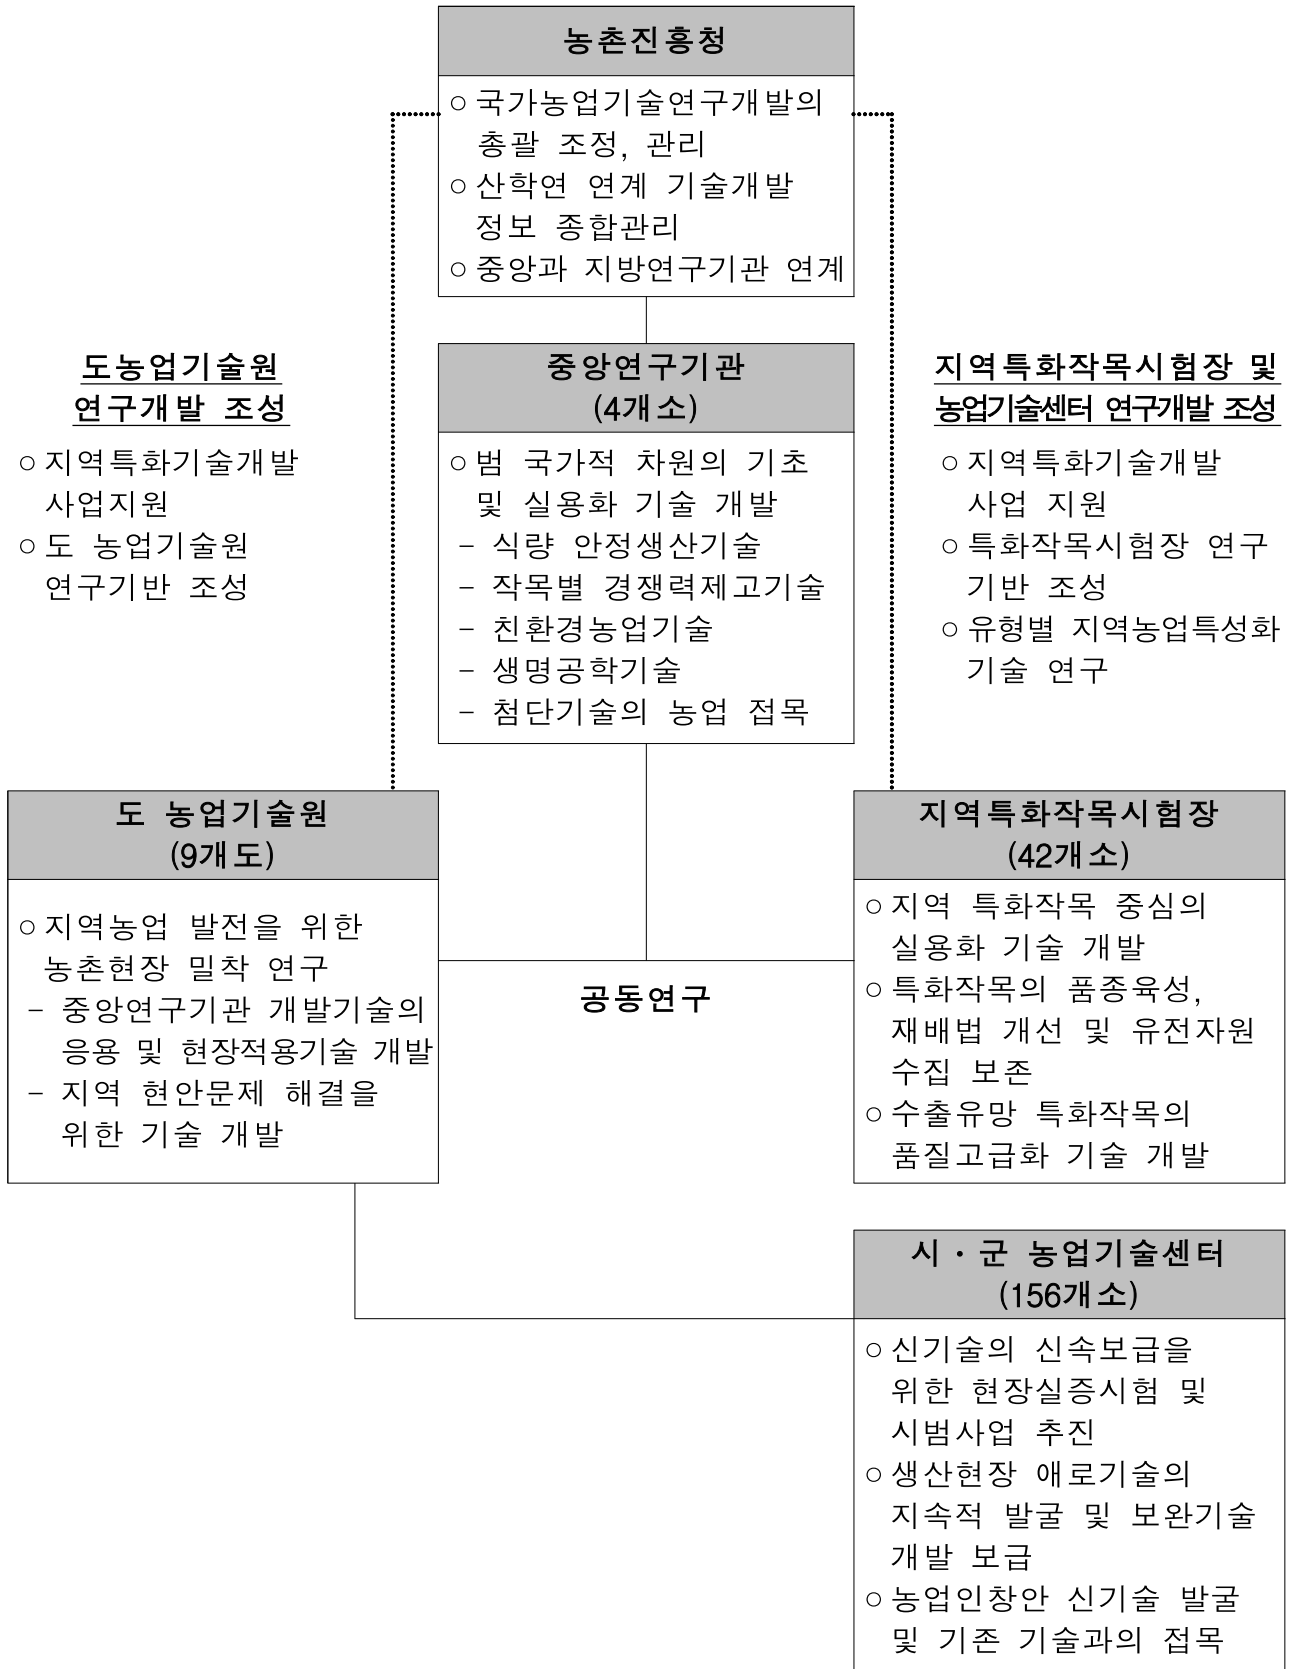 농촌진흥청
○ 국가농업기술연구개발의
총괄 조정, 관리
○ 산학연 연계 기술개발
정보 종합관리
○ 중앙과 지방연구기관 연계
도농업기술원
연구개발 조성
○ 지역특화기술개발
사업지원
○ 도 농업기술원
연구기반 조성
중앙연구기관
(4개소)
○ 범 국가적 차원의 기초
및 실용화 기술 개발
- 식량 안정생산기술
- 작목별 경쟁력제고기술
- 친환경농업기술
- 생명공학기술
- 첨단기술의 농업 접목
지역특화작목시험장 및
농업기술센터 연구개발 조성
○ 지역특화기술개발
사업 지원
○ 특화작목시험장 연구
기반 조성
○ 유형별 지역농업특성화
기술 연구
도 농업기술원
(9개도)
○ 지역농업 발전을 위한
농촌현장 밀착 연구
- 중앙연구기관 개발기술의
응용 및 현장적용기술 개발
- 지역 현안문제 해결을
위한 기술 개발
공동연구
지역특화작목시험장
(42개소)
○ 지역 특화작목 중심의
실용화 기술 개발
○ 특화작목의 품종육성,
재배법 개선 및 유전자원
수집 보존
○ 수출유망 특화작목의
품질고급화 기술 개발
시 · 군 농업기술센터
(156개소)
○ 신기술의 신속보급을
위한 현장실증시험 및
시범사업 추진
○ 생산현장 애로기술의
지속적 발굴 및 보완기술
개발 보급
○ 농업인창안 신기술 발굴
및 기존 기술과의 접목